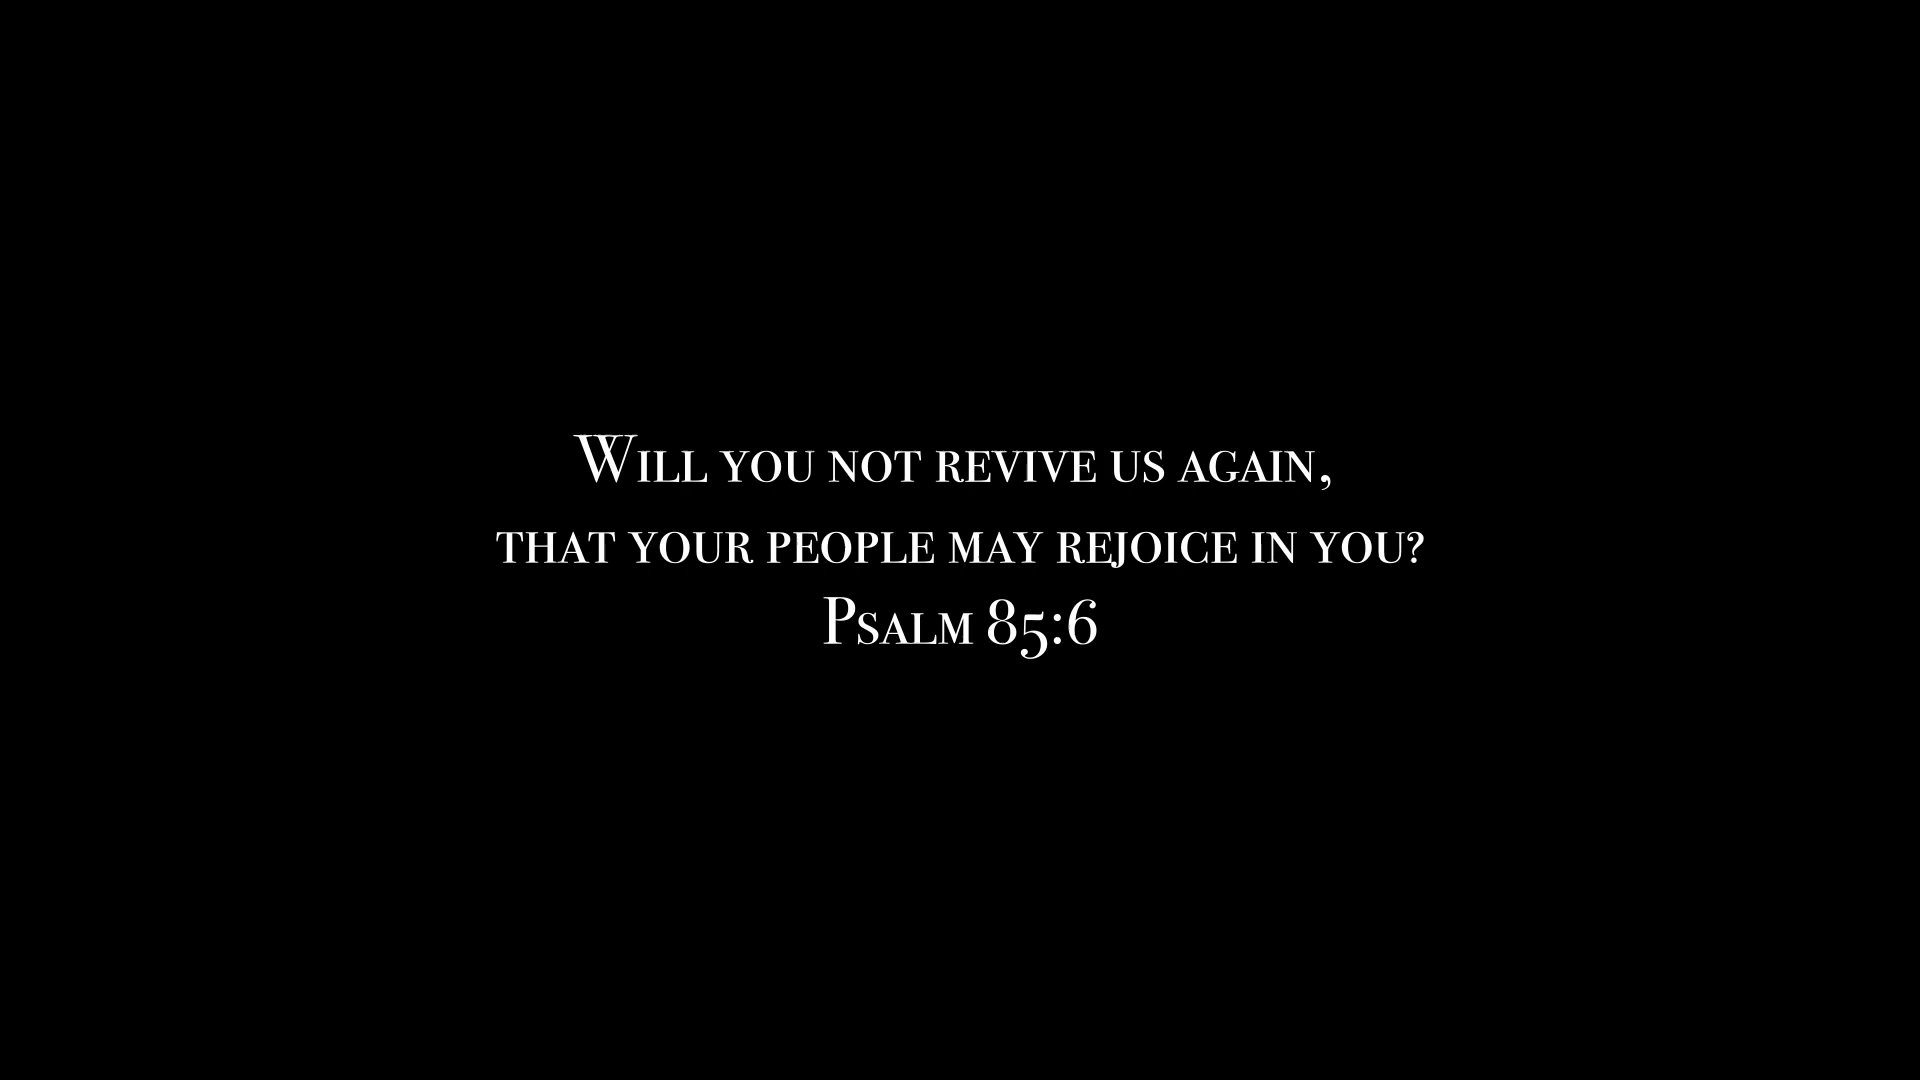 Will you not revive us again,
that your people may rejoice in you?
Psalm 85:6